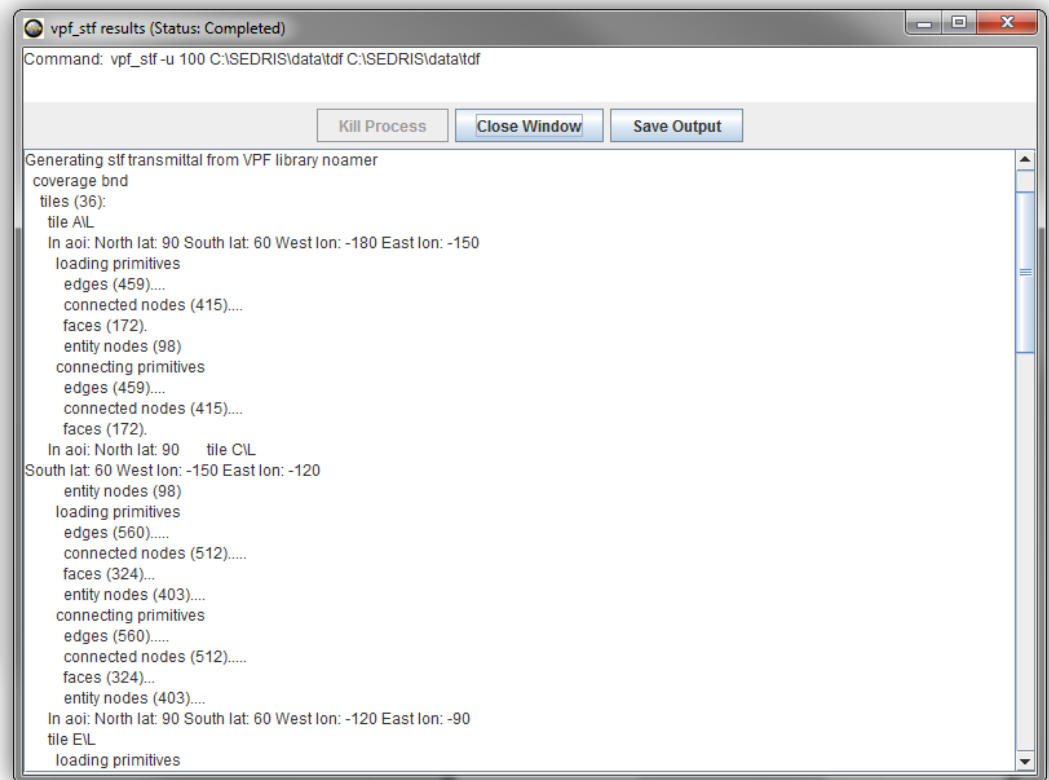 vpf_stf results (Status: Completed)
Command: vpf_stf -u 100 C:\SEDRIS\data\tdf C:\SEDRIS\data\tdf
Kill Process Close Window Save Output
Generating stf transmittal from VPF library noamer
coverage bnd
tiles (36):
tile A\L
In aoi: North lat: 90 South lat: 60 West lon: -180 East lon: -150
loading primitives
edges (459)....
connected nodes (415)....
faces (172).
entity nodes (98)
connecting primitives
edges (459)....
connected nodes (415)....
faces (172).
In aoi: North lat: 90 tile C\L
South lat: 60 West lon: -150 East lon: -120
entity nodes (98)
loading primitives
edges (560).....
connected nodes (512).....
faces (324)...
entity nodes (403)....
connecting primitives
edges (560).....
connected nodes (512).....
faces (324)...
entity nodes (403)....
In aoi: North lat: 90 South lat: 60 West lon: -120 East lon: -90
tile E\L
loading primitives